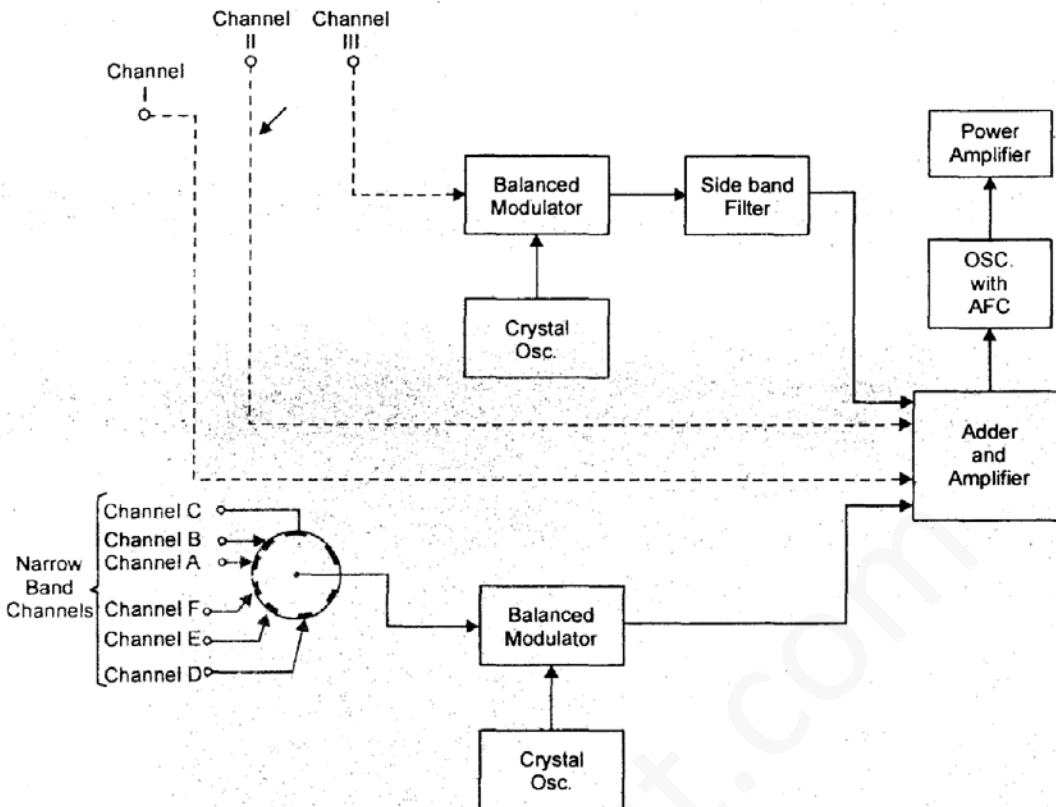 Channel
II
Channel
III
Channel
I
Power
Amplifier
Balanced
Modulator
Side band
Filter
OSC.
with
AFC
Crystal
Osc.
Adder
and
Amplifier
Channel C
Channel B
Channel A
Narrow
Band
Channels
Channel F
Channel E
Channel D
Balanced
Modulator
Crystal
Osc.
t.com